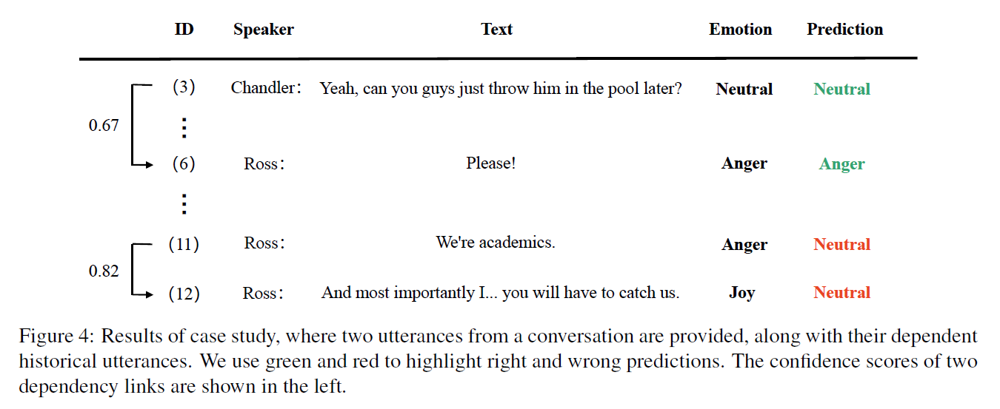 ID Speaker Text Emotion Prediction
(3) Chandler: Yeah, can you guys just throw him in the pool later? Neutral Neutral
0.67
(6) Ross: Please! Anger Anger
(11) Ross: We're academics. Anger Neutral
0.82
(12) Ross: And most importantly I... you will have to catch us. Joy Neutral
Figure 4: Results of case study, where two utterances from a conversation are provided, along with their dependent
historical utterances. We use green and red to highlight right and wrong predictions. The confidence scores of two
dependency links are shown in the left.